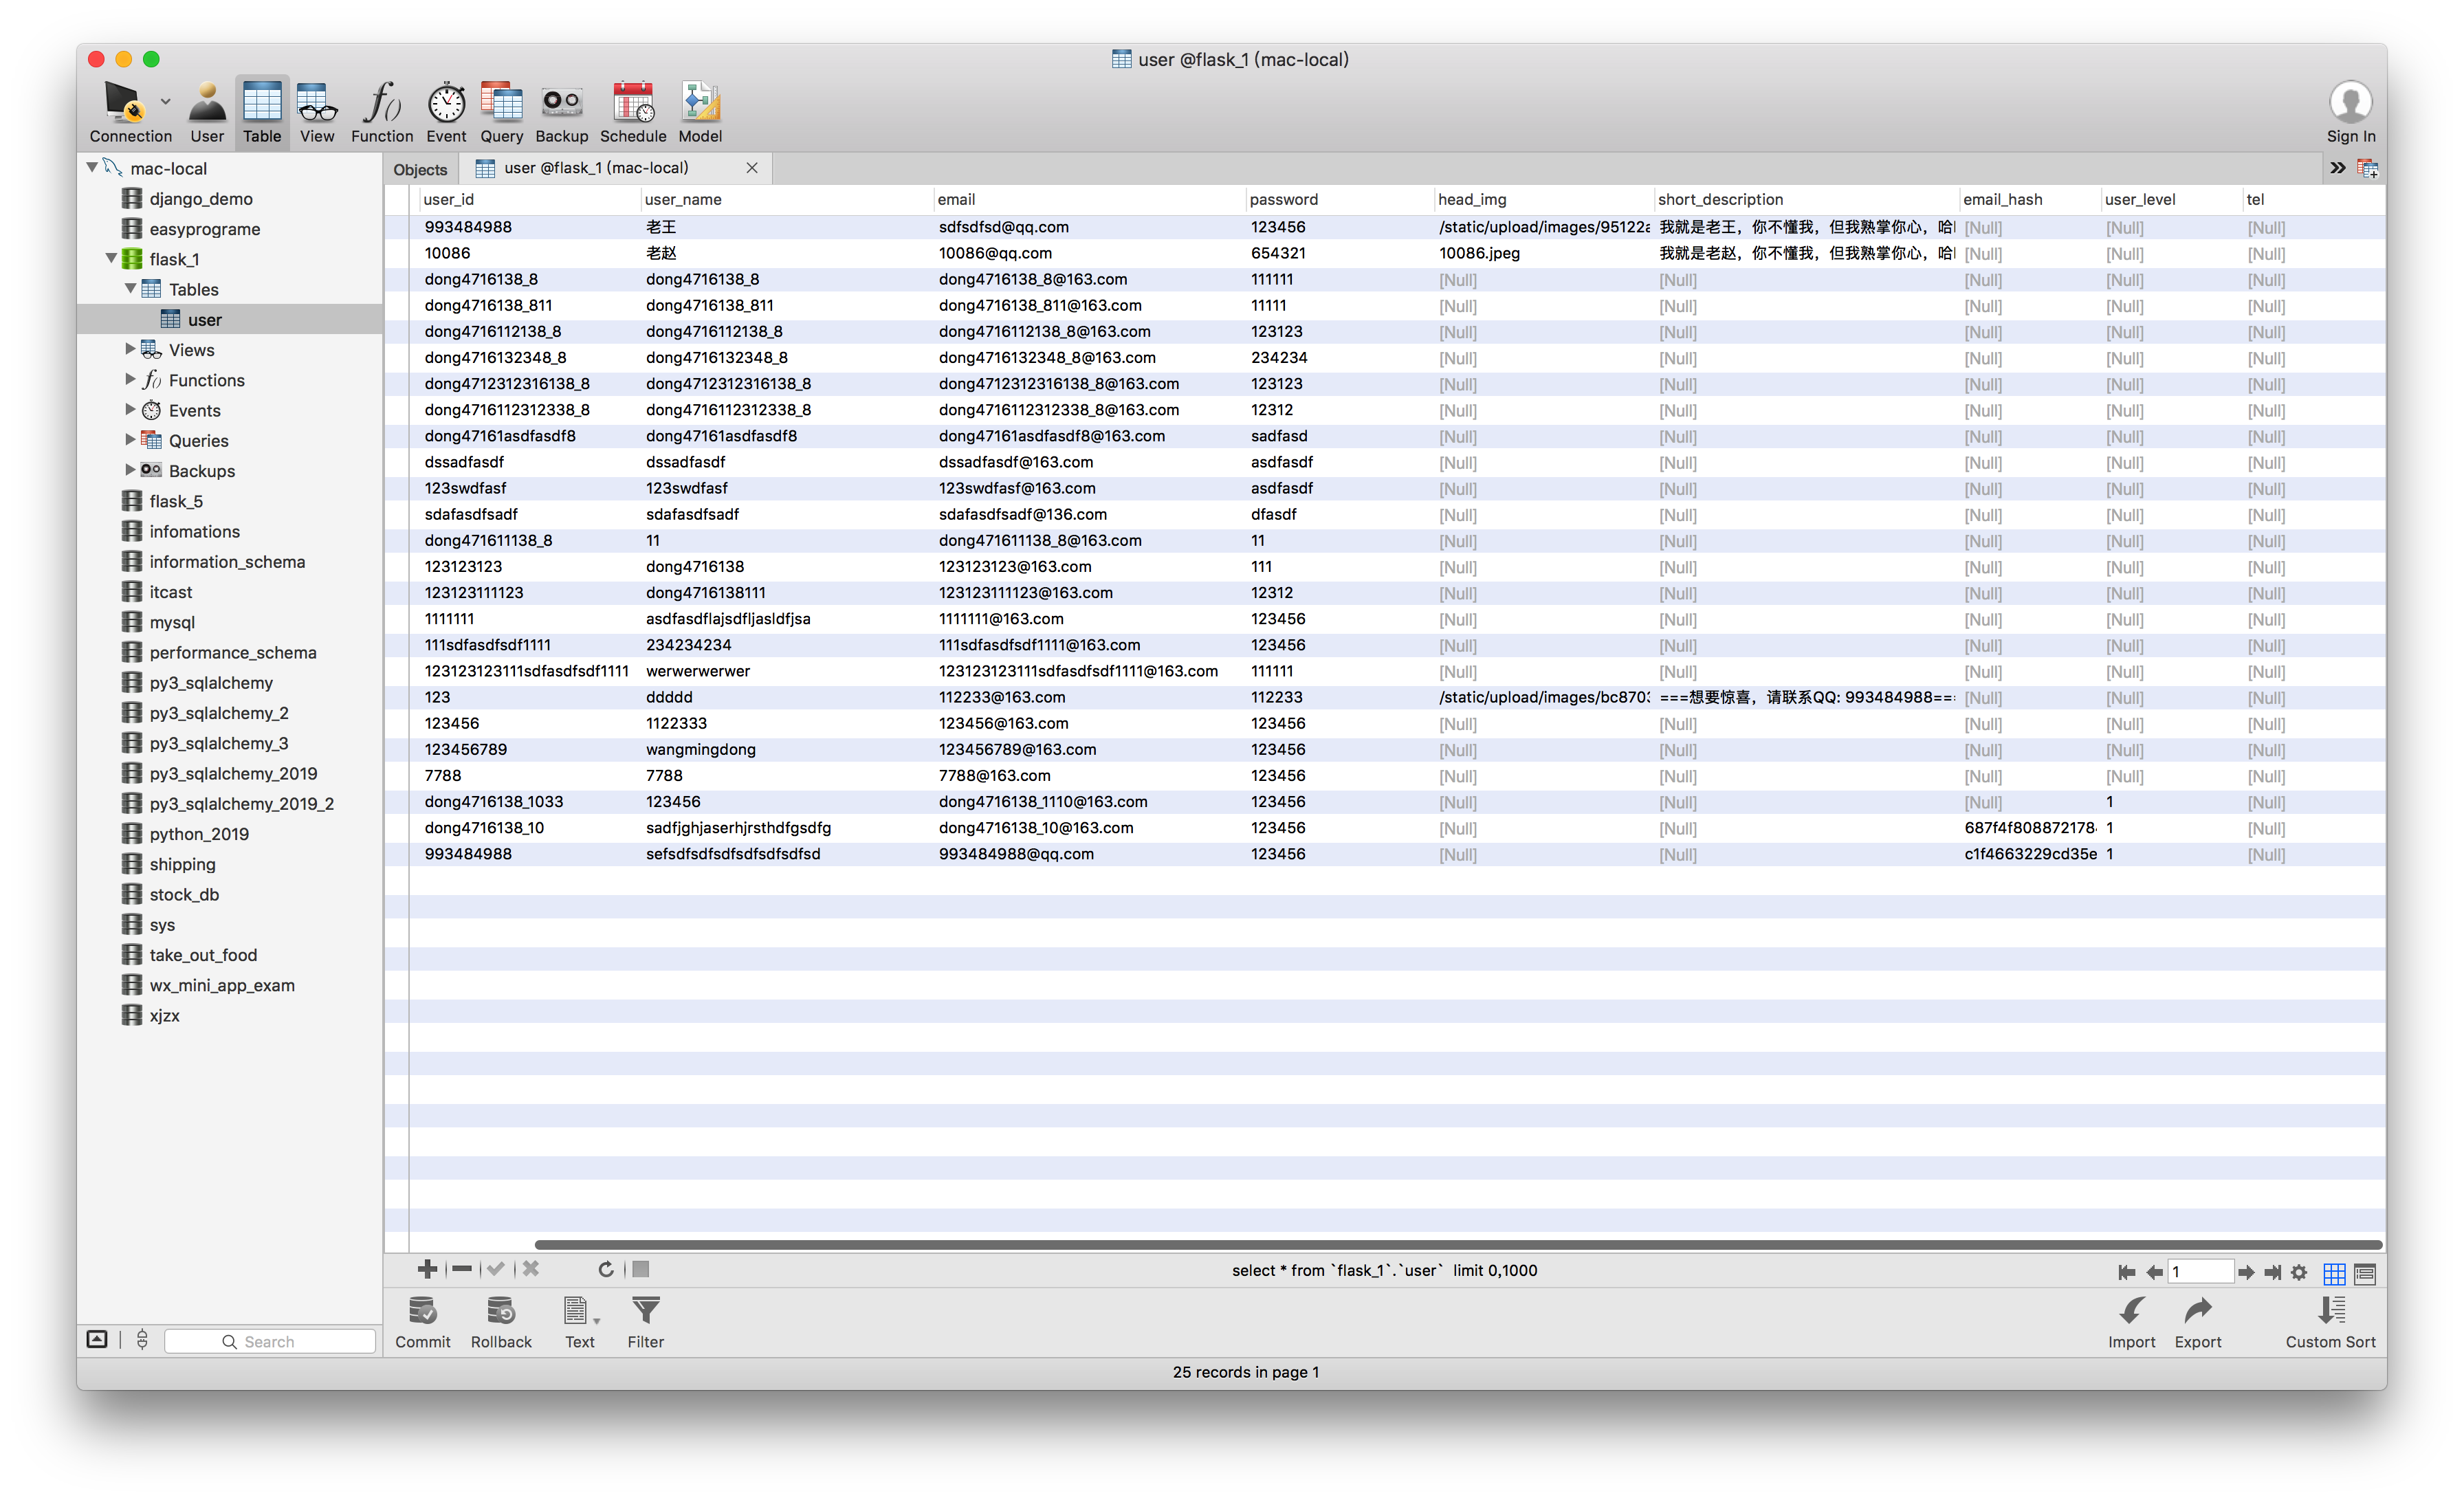 user @flask_1 (mac-local)
Connection User Table View Function Event Query Backup Schedule Model Sign In
mac-local
django_demo
easyprograme
flask_1
Tables
user
Views
Functions
Events
Queries
Backups
flask_5
infomations
information_schema
itcast
mysql
performance_schema
py3_sqlalchemy
py3_sqlalchemy_2
py3_sqlalchemy_3
py3_sqlalchemy_2019
py3_sqlalchemy_2019_2
python_2019
shipping
stock_db
sys
take_out_food
wx_mini_app_exam
xjzx
Search
Objects user @flask_1 (mac-local)
user_id user_name email password head_img short_description email_hash user_level tel
993484988 老王 sdfsdfsd@qq.com 123456 /static/upload/images/95122a 我就是老王，你不懂我，但我熟掌你心，哈 [Null] [Null] [Null]
10086 老赵 10086@qq.com 654321 10086.jpeg 我就是老赵，你不懂我，但我熟掌你心，哈 [Null] [Null] [Null]
dong4716138_8 dong4716138_8 dong4716138_8@163.com 111111 [Null] [Null] [Null] [Null] [Null]
dong4716138_811 dong4716138_811 dong4716138_811@163.com 11111 [Null] [Null] [Null] [Null] [Null]
dong4716112138_8 dong4716112138_8 dong4716112138_8@163.com 123123 [Null] [Null] [Null] [Null] [Null]
dong4716132348_8 dong4716132348_8 dong4716132348_8@163.com 234234 [Null] [Null] [Null] [Null] [Null]
dong4712312316138_8 dong4712312316138_8 dong4712312316138_8@163.com 123123 [Null] [Null] [Null] [Null] [Null]
dong4716112312338_8 dong4716112312338_8 dong4716112312338_8@163.com 12312 [Null] [Null] [Null] [Null] [Null]
dong47161asdfasdf8 dong47161asdfasdf8 dong47161asdfasdf8@163.com sadfasd [Null] [Null] [Null] [Null] [Null]
dssadfasdf dssadfasdf dssadfasdf@163.com asdfasdf [Null] [Null] [Null] [Null] [Null]
123swdfasf 123swdfasf 123swdfasf@163.com asdfasdf [Null] [Null] [Null] [Null] [Null]
sdafasdfsadf sdafasdfsadf sdafasdfsadf@136.com dfasdf [Null] [Null] [Null] [Null] [Null]
dong471611138_8 11 dong471611138_8@163.com 11 [Null] [Null] [Null] [Null] [Null]
123123123 dong4716138 123123123@163.com 111 [Null] [Null] [Null] [Null] [Null]
123123111123 dong4716138111 123123111123@163.com 12312 [Null] [Null] [Null] [Null] [Null]
1111111 asdfasdflajsdfljasldfjsa 1111111@163.com 123456 [Null] [Null] [Null] [Null] [Null]
111sdfasdfsdf1111 234234234 111sdfasdfsdf1111@163.com 123456 [Null] [Null] [Null] [Null] [Null]
123123123111sdfasdfsdf1111 werwerwerwer 123123123111sdfasdfsdf1111@163.com 111111 [Null] [Null] [Null] [Null] [Null]
123 ddddd 112233@163.com 112233 /static/upload/images/bc8703 ===想要惊喜，请联系QQ: 993484988== [Null] [Null] [Null]
123456 1122333 123456@163.com 123456 [Null] [Null] [Null] [Null] [Null]
123456789 wangmingdong 123456789@163.com 123456 [Null] [Null] [Null] [Null] [Null]
7788 7788 7788@163.com 123456 [Null] [Null] [Null] [Null] [Null]
dong4716138_1033 123456 dong4716138_1110@163.com 123456 [Null] [Null] [Null] 1 [Null]
dong4716138_10 sadfjghjaserhjrsthdfgsdfg dong4716138_10@163.com 123456 [Null] [Null] 687f4f808872178 1 [Null]
993484988 sefsdfsdfsdfsdfsdfsdfsd 993484988@qq.com 123456 [Null] [Null] c1f4663229cd35e 1 [Null]
select * from `flask_1`.`user` limit 0,1000
1
Commit Rollback Text Filter Import Export Custom Sort
25 records in page 1